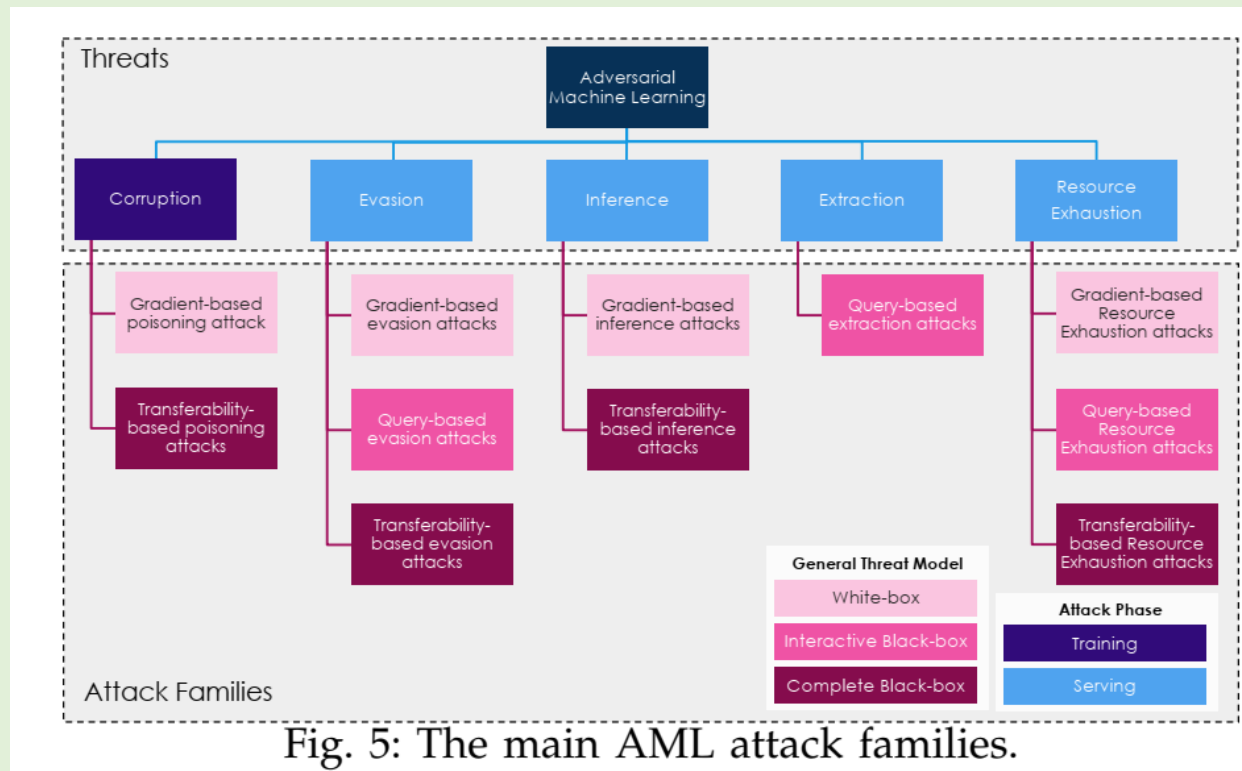 Threats
Adversarial
Machine Learning
Corruption
Evasion
Inference
Extraction
Resource
Exhaustion
Gradient-based
poisoning attack
Transferability-
based poisoning
attacks
Gradient-based
evasion attacks
Query-based
evasion attacks
Transferability-
based evasion
attacks
Gradient-based
inference attacks
Transferability-
based inference
attacks
Query-based
extraction attacks
Gradient-based
Resource
Exhaustion attacks
Query-based
Resource
Exhaustion attacks
Transferability-
based Resource
Exhaustion attacks
General Threat Model
White-box
Interactive Black-box
Complete Black-box
Attack Phase
Training
Serving
Attack Families
Fig. 5: The main AML attack families.